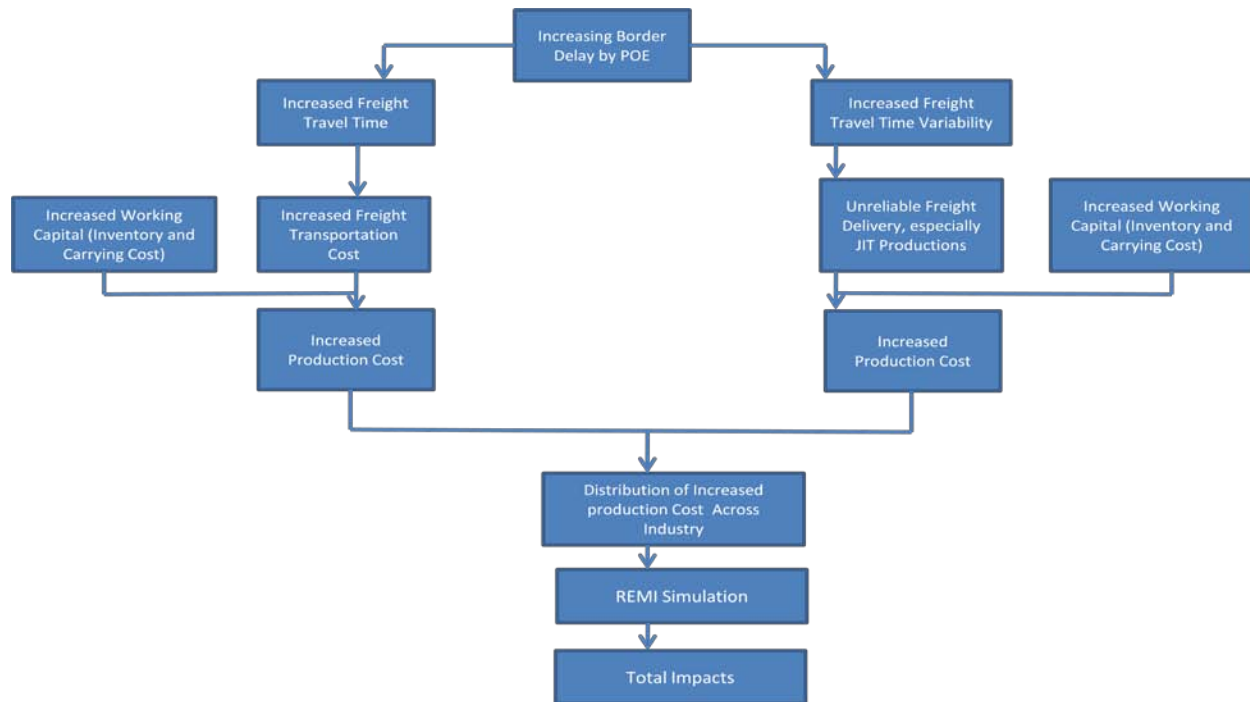 Increasing Border
Delay by POE
Increased Freight
Travel Time
Increased Freight
Travel Time Variability
Increased Working
Capital (Inventory and
Carrying Cost)
Increased Freight
Transportation
Cost
Unreliable Freight
Delivery, especially
JIT Productions
Increased Working
Capital (Inventory and
Carrying Cost)
Increased
Production Cost
Increased
Production Cost
Distribution of Increased
production Cost Across
Industry
REMI Simulation
Total Impacts